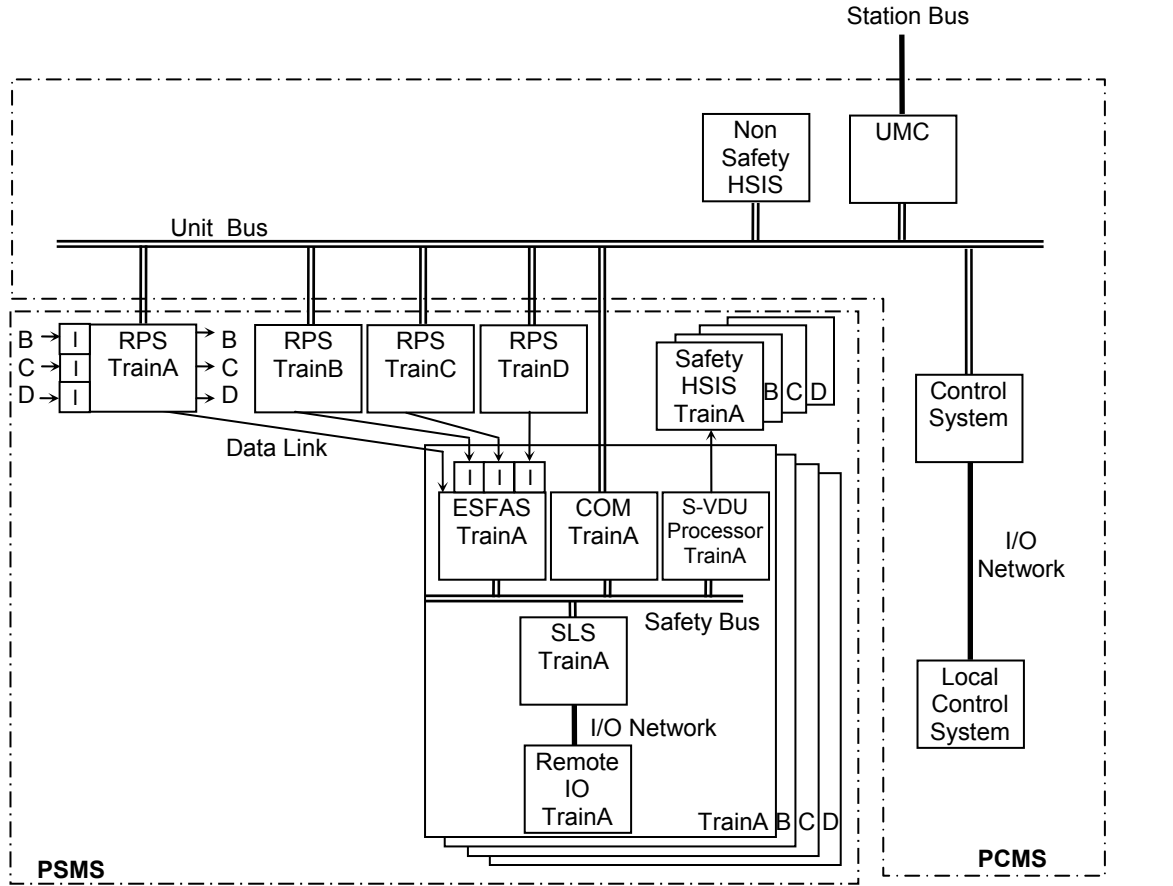 Station Bus
Non
Safety
HSIS
UMC
Unit Bus
B
C
D
I
I
I
RPS
TrainA
B
C
D
RPS
TrainB
RPS
TrainC
RPS
TrainD
Safety
HSIS
TrainA
B
C
D
Control
System
Data Link
I
I
I
ESFAS
TrainA
COM
TrainA
S-VDU
Processor
TrainA
I/O
Network
Safety Bus
SLS
TrainA
I/O Network
Local
Control
System
Remote
IO
TrainA
TrainA
B
C
D
PSMS
PCMS